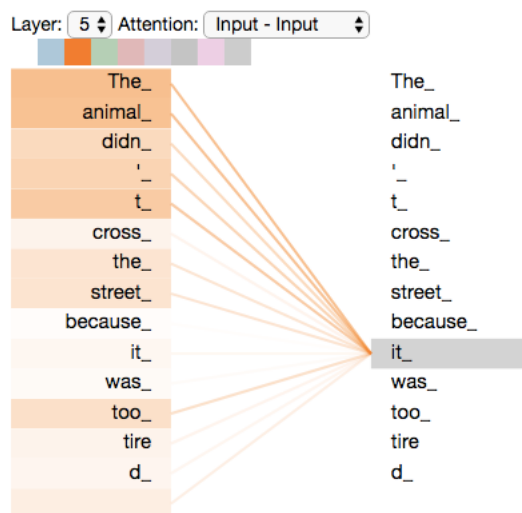 Layer: 5 Attention: Input - Input
The_ The_
animal_ animal_
didn_ didn_
'_ '_
t_ t_
cross_ cross_
the_ the_
street_ street_
because_ because_
it_ it_
was_ was_
too_ too_
tire tire
d_ d_